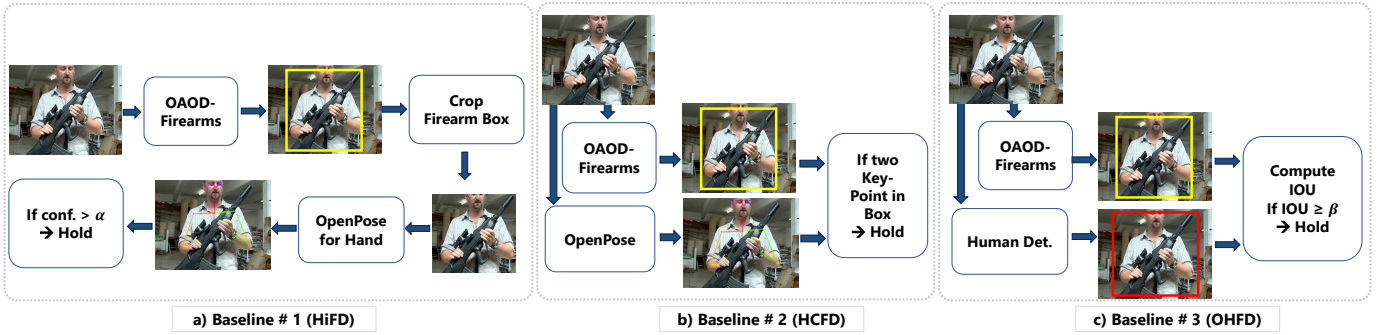 OAOD-
Firearms
Crop
Firearm Box
If conf. > α
→ Hold
OpenPose
for Hand
a) Baseline # 1 (HiFD)
OAOD-
Firearms
OpenPose
If two
Key-
Point in
Box
→ Hold
b) Baseline # 2 (HCFD)
OAOD-
Firearms
Human Det.
Compute
IOU
If IOU ≥ β
→ Hold
c) Baseline # 3 (OHFD)